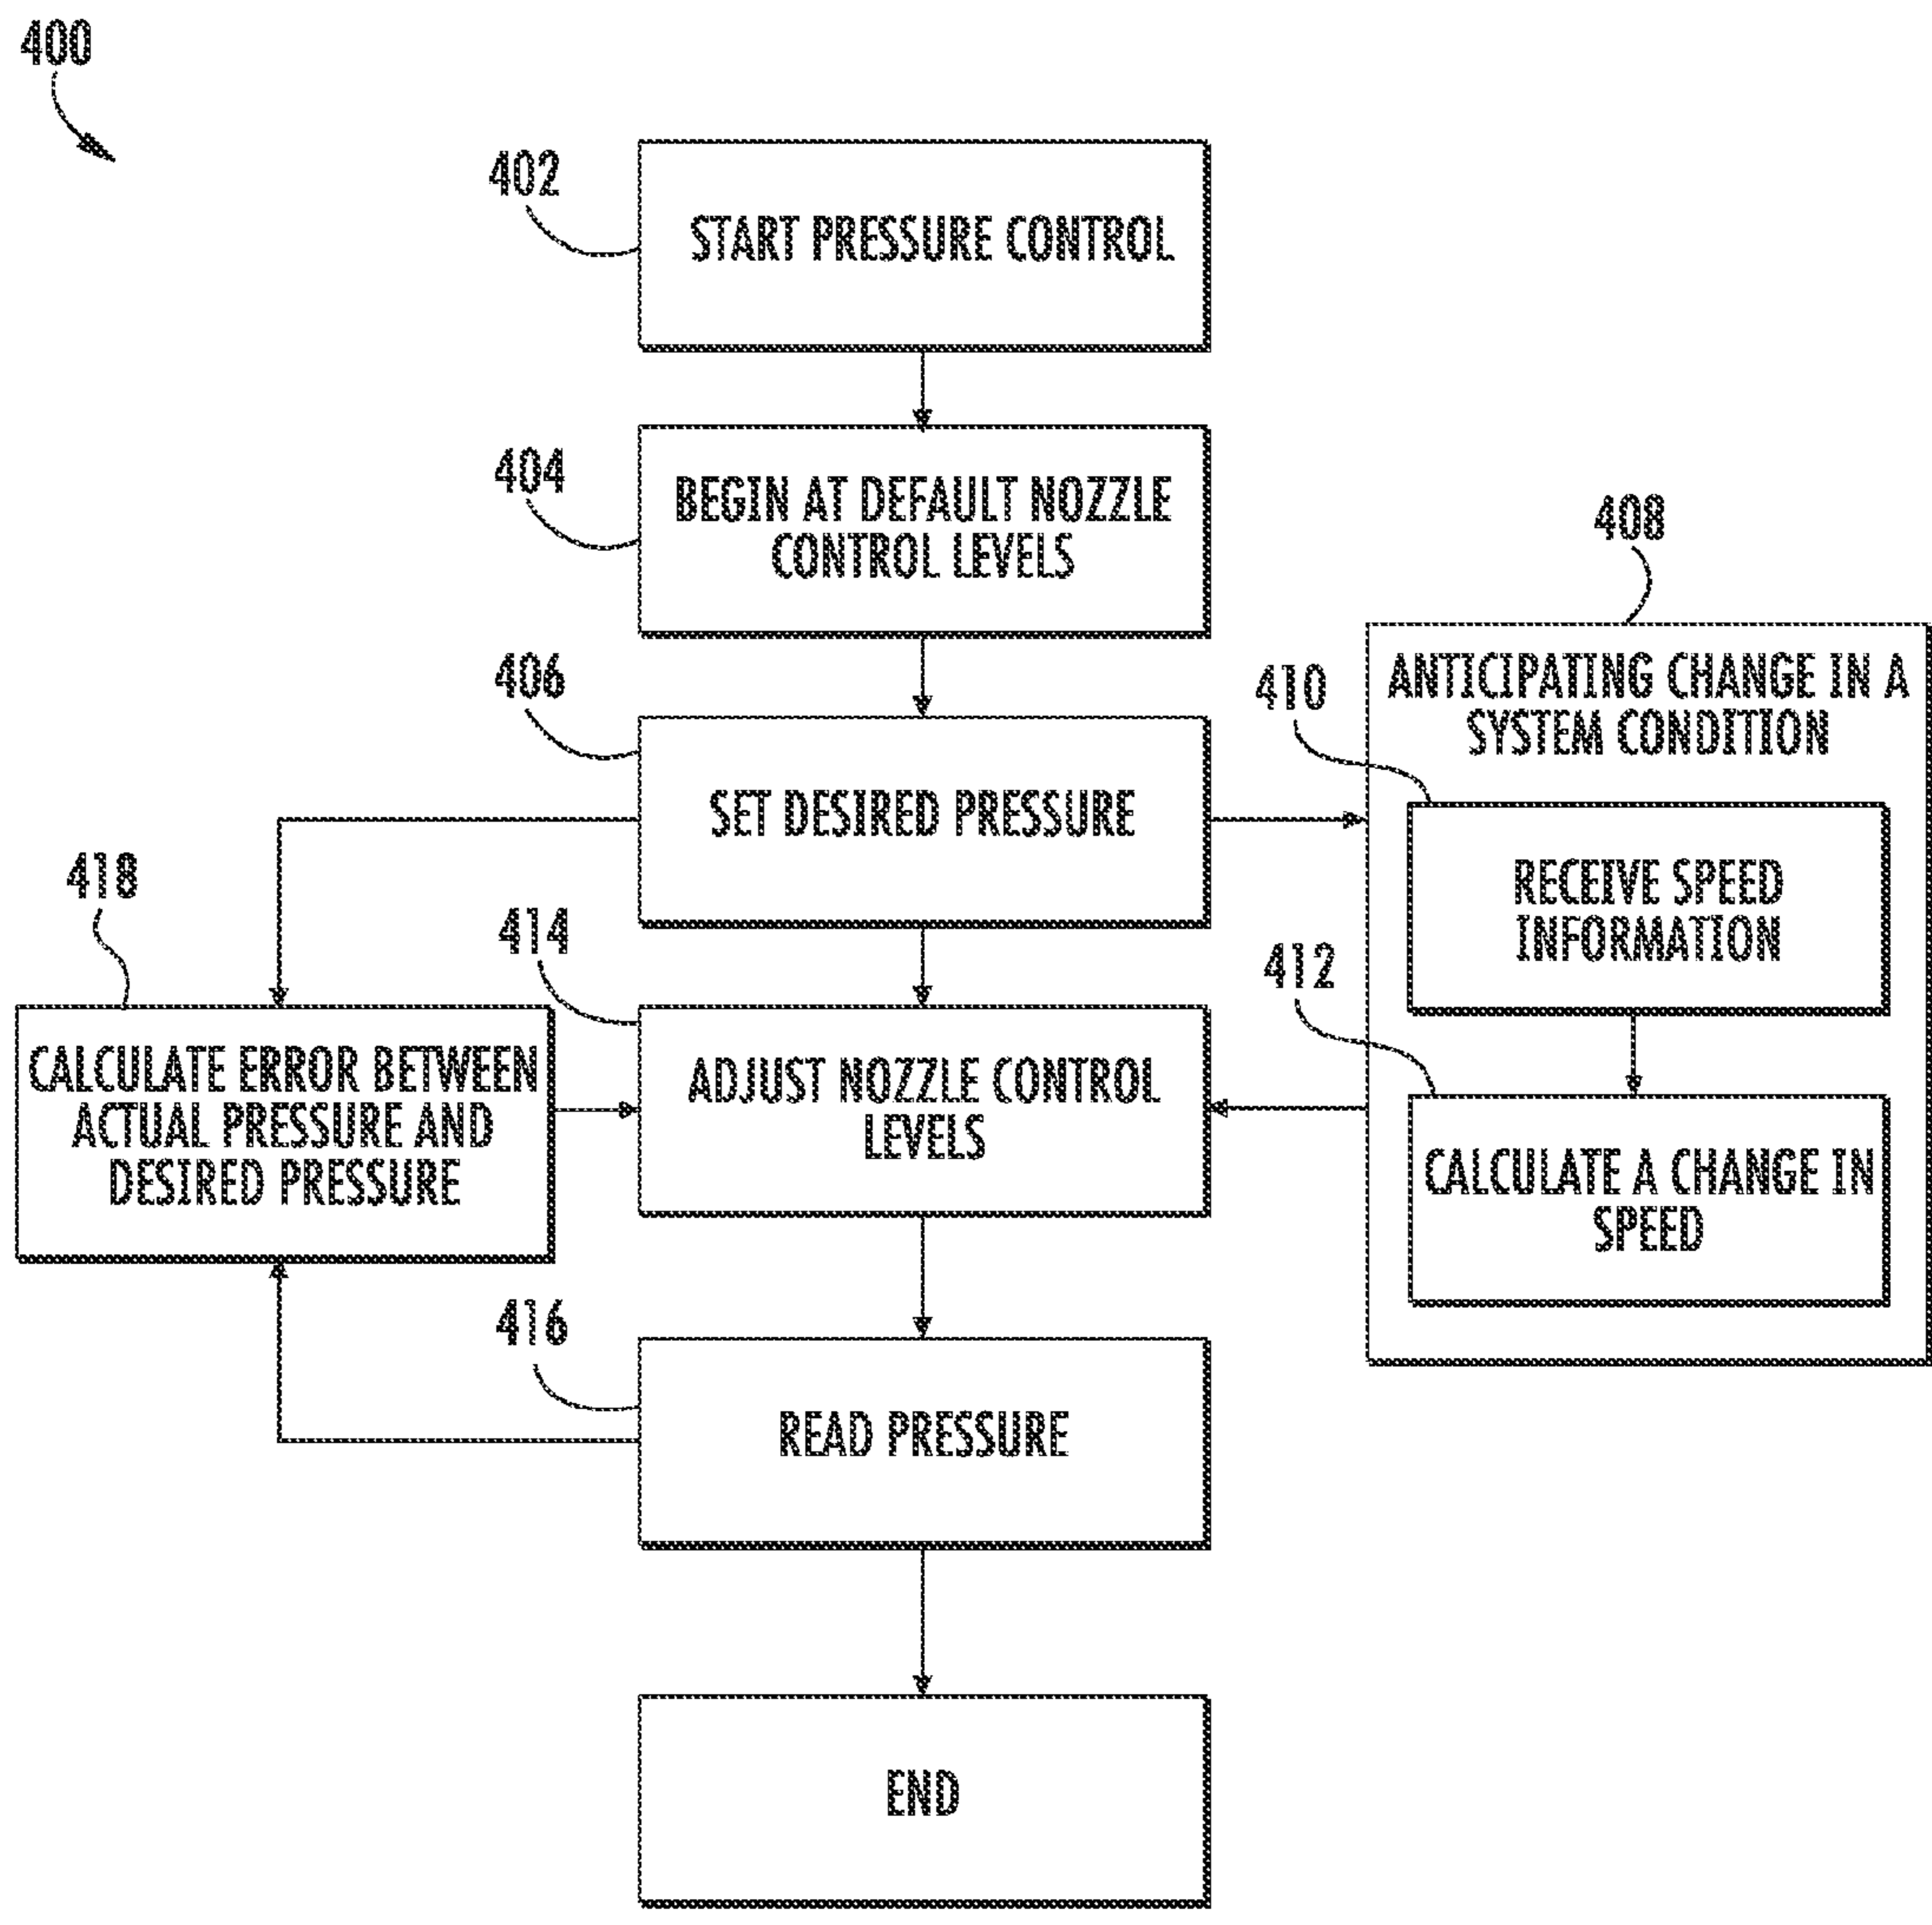 400
402
START PRESSURE CONTROL
404
BEGIN AT DEFAULT NOZZLE
CONTROL LEVELS
406
SET DESIRED PRESSURE
408
ANTICIPATING CHANGE IN A
SYSTEM CONDITION
410
RECEIVE SPEED
INFORMATION
412
CALCULATE A CHANGE IN
SPEED
418
CALCULATE ERROR BETWEEN
ACTUAL PRESSURE AND
DESIRED PRESSURE
414
ADJUST NOZZLE CONTROL
LEVELS
416
READ PRESSURE
END